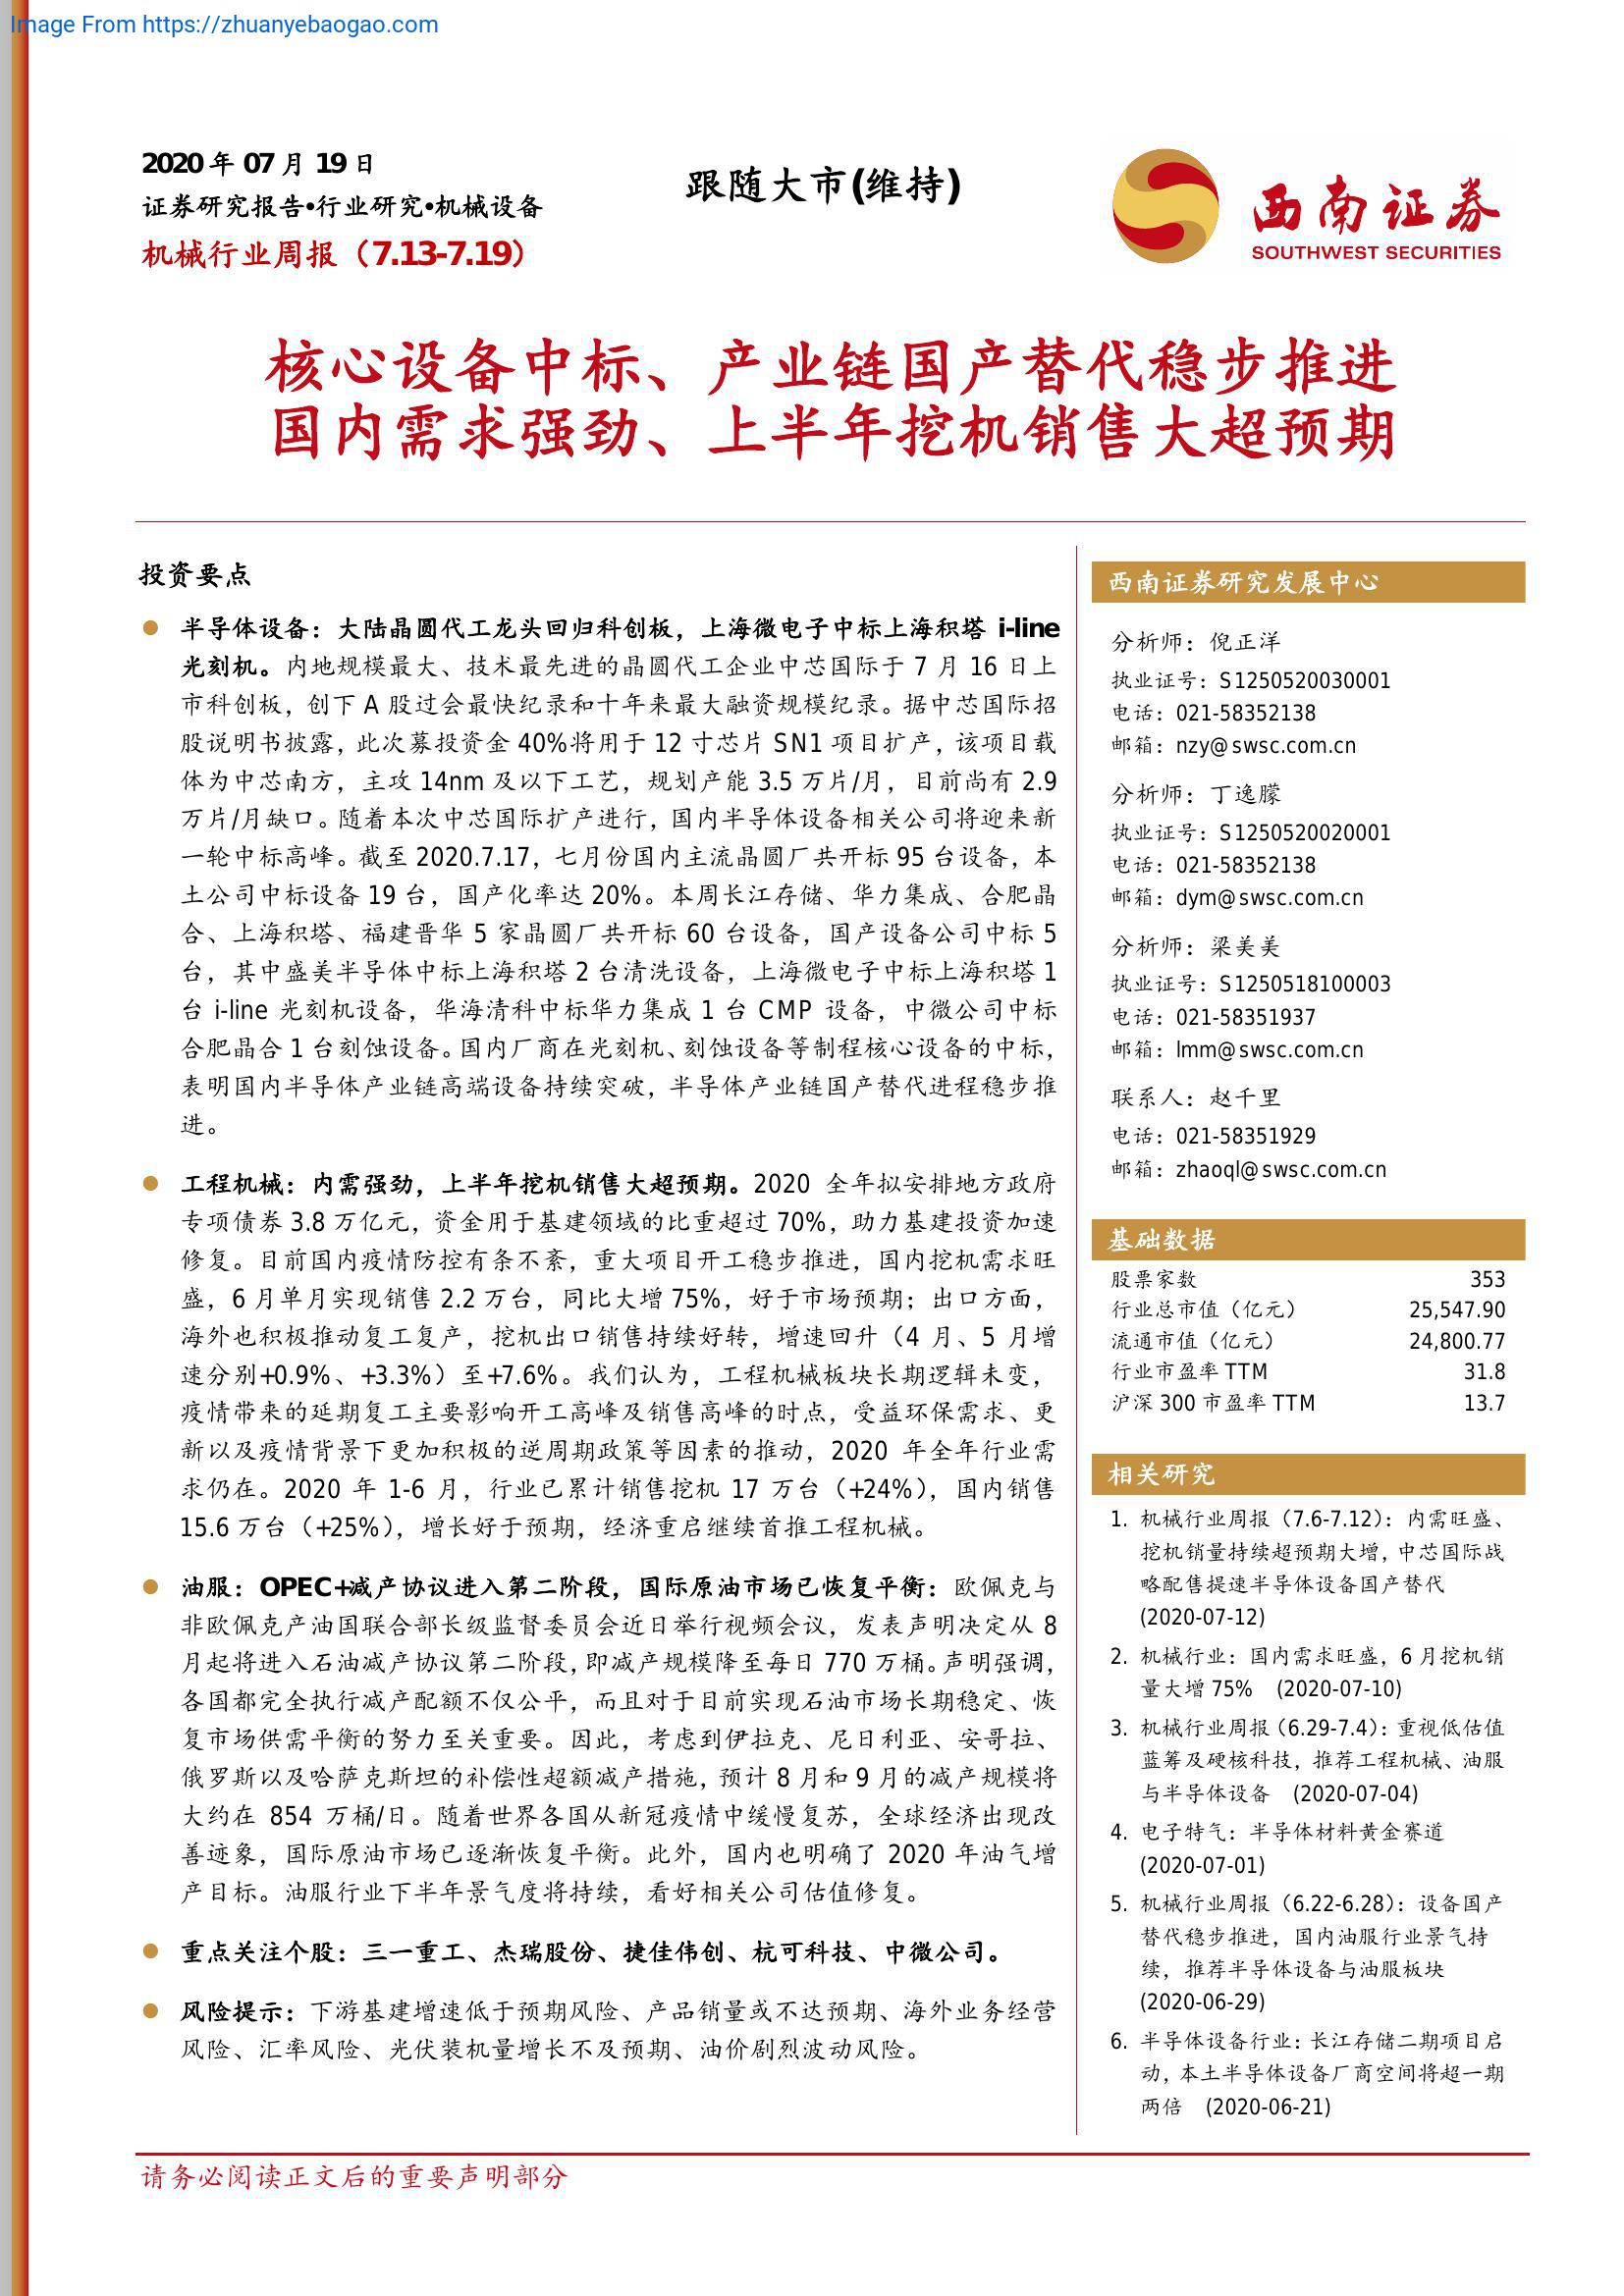 Image From https://zhuanyebaogao.com
2020 年 07 月 19 日
证券研究报告•行业研究•机械设备
机械行业周报（7.13-7.19）
跟随大市(维持)
西南证券
SOUTHWEST SECURITIES
核心设备中标、产业链国产替代稳步推进
国内需求强劲、上半年挖机销售大超预期
投资要点
半导体设备：大陆晶圆代工龙头回归科创板，上海微电子中标上海积塔 i-line
光刻机。内地规模最大、技术最先进的晶圆代工企业中芯国际于 7 月 16 日上
市科创板，创下 A 股过会最快纪录和十年来最大融资规模纪录。据中芯国际招
股说明书披露，此次募投资金 40%将用于 12 寸芯片 SN1 项目扩产，该项目载
体为中芯南方，主攻 14nm 及以下工艺，规划产能 3.5 万片/月，目前尚有 2.9
万片/月缺口。随着本次中芯国际扩产进行，国内半导体设备相关公司将迎来新
一轮中标高峰。截至 2020.7.17，七月份国内主流晶圆厂共开标 95 台设备，本
土公司中标设备 19 台，国产化率达 20%。本周长江存储、华力集成、合肥晶
合、上海积塔、福建晋华 5 家晶圆厂共开标 60 台设备，国产设备公司中标 5
台，其中盛美半导体中标上海积塔 2 台清洗设备，上海微电子中标上海积塔 1
台 i-line 光刻机设备，华海清科中标华力集成 1 台 CMP 设备，中微公司中标
合肥晶合 1 台刻蚀设备。国内厂商在光刻机、刻蚀设备等制程核心设备的中标，
表明国内半导体产业链高端设备持续突破，半导体产业链国产替代进程稳步推
进。
工程机械：内需强劲，上半年挖机销售大超预期。2020 全年拟安排地方政府
专项债券 3.8 万亿元，资金用于基建领域的比重超过 70%，助力基建投资加速
修复。目前国内疫情防控有条不紊，重大项目开工稳步推进，国内挖机需求旺
盛，6 月单月实现销售 2.2 万台，同比大增 75%，好于市场预期；出口方面，
海外也积极推动复工复产，挖机出口销售持续好转，增速回升（4 月、5 月增
速分别+0.9%、+3.3%）至+7.6%。我们认为，工程机械板块长期逻辑未变，
疫情带来的延期复工主要影响开工高峰及销售高峰的时点，受益环保需求、更
新以及疫情背景下更加积极的逆周期政策等因素的推动，2020 年全年行业需
求仍在。2020 年 1-6 月，行业已累计销售挖机 17 万台（+24%），国内销售
15.6 万台（+25%），增长好于预期，经济重启继续首推工程机械。
油服：OPEC+减产协议进入第二阶段，国际原油市场已恢复平衡：欧佩克与
非欧佩克产油国联合部长级监督委员会近日举行视频会议，发表声明决定从 8
月起将进入石油减产协议第二阶段，即减产规模降至每日 770 万桶。声明强调，
各国都完全执行减产配额不仅公平，而且对于目前实现石油市场长期稳定、恢
复市场供需平衡的努力至关重要。因此，考虑到伊拉克、尼日利亚、安哥拉、
俄罗斯以及哈萨克斯坦的补偿性超额减产措施，预计 8 月和 9 月的减产规模将
大约在 854 万桶/日。随着世界各国从新冠疫情中缓慢复苏，全球经济出现改
善迹象，国际原油市场已逐渐恢复平衡。此外，国内也明确了 2020 年油气增
产目标。油服行业下半年景气度将持续，看好相关公司估值修复。
重点关注个股：三一重工、杰瑞股份、捷佳伟创、杭可科技、中微公司。
风险提示：下游基建增速低于预期风险、产品销量或不达预期、海外业务经营
风险、汇率风险、光伏装机量增长不及预期、油价剧烈波动风险。
西南证券研究发展中心
分析师：倪正洋
执业证号：S1250520030001
电话：021-58352138
邮箱：nzy@swsc.com.cn
分析师：丁逸朦
执业证号：S1250520020001
电话：021-58352138
邮箱：dym@swsc.com.cn
分析师：梁美美
执业证号：S1250518100003
电话：021-58351937
邮箱：lmm@swsc.com.cn
联系人：赵千里
电话：021-58351929
邮箱：zhaoql@swsc.com.cn
基础数据
股票家数 353
行业总市值（亿元） 25,547.90
流通市值（亿元） 24,800.77
行业市盈率 TTM 31.8
沪深 300 市盈率 TTM 13.7
相关研究
1. 机械行业周报（7.6-7.12）：内需旺盛、
挖机销量持续超预期大增，中芯国际战
略配售提速半导体设备国产替代
(2020-07-12)
2. 机械行业：国内需求旺盛，6 月挖机销
量大增 75% (2020-07-10)
3. 机械行业周报（6.29-7.4）：重视低估值
蓝筹及硬核科技，推荐工程机械、油服
与半导体设备 (2020-07-04)
4. 电子特气：半导体材料黄金赛道
(2020-07-01)
5. 机械行业周报（6.22-6.28）：设备国产
替代稳步推进，国内油服行业景气持
续，推荐半导体设备与油服板块
(2020-06-29)
6. 半导体设备行业：长江存储二期项目启
动，本土半导体设备厂商空间将超一期
两倍 (2020-06-21)
请务必阅读正文后的重要声明部分